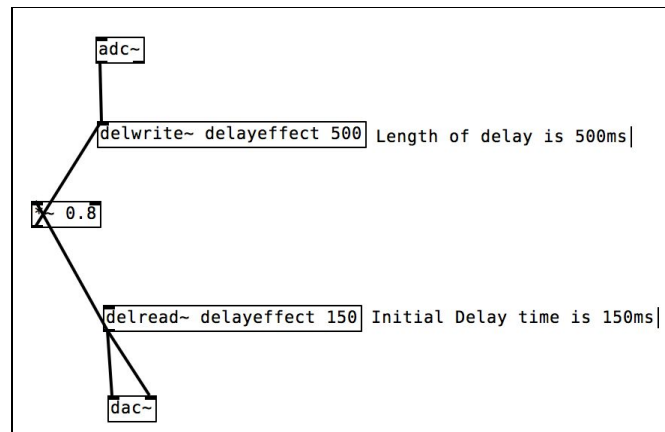 adc~
delwrite~ delayeffect 500 Length of delay is 500ms
*~ 0.8
delread~ delayeffect 150 Initial Delay time is 150ms
dac~